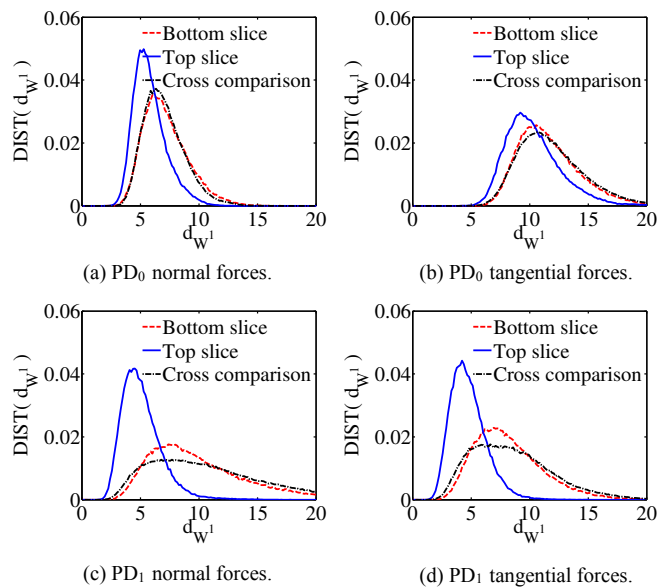 0.06
0.04
0.02
0
DIST( d_W¹ )
Bottom slice
Top slice
Cross comparison
0 5 10 15 20
d_W¹
(a) PD₀ normal forces.
0.06
0.04
0.02
0
DIST( d_W¹ )
Bottom slice
Top slice
Cross comparison
0 5 10 15 20
d_W¹
(b) PD₀ tangential forces.
0.06
0.04
0.02
0
DIST( d_W¹ )
Bottom slice
Top slice
Cross comparison
0 5 10 15 20
d_W¹
(c) PD₁ normal forces.
0.06
0.04
0.02
0
DIST( d_W¹ )
Bottom slice
Top slice
Cross comparison
0 5 10 15 20
d_W¹
(d) PD₁ tangential forces.